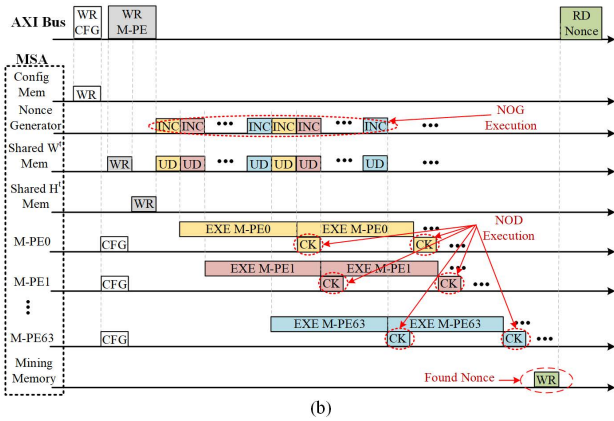 AXI Bus
WR
CFG
WR
M-PE
RD
Nonce
MSA
Config
Mem
WR
Nonce
Generator
INC INC ••• INC INC INC ••• INC •••
NOG
Execution
Shared Wᵗ
Mem
WR
UD UD ••• UD UD UD ••• UD •••
Shared Hᵗ
Mem
WR
M-PE0
CFG
EXE M-PE0 EXE M-PE0 •••
CK CK •••
NOD
Execution
M-PE1
CFG
EXE M-PE1 EXE M-PE1 •••
CK CK •••
M-PE63
CFG
EXE M-PE63 EXE M-PE63 •••
CK CK •••
Mining
Memory
Found Nonce
WR
(b)